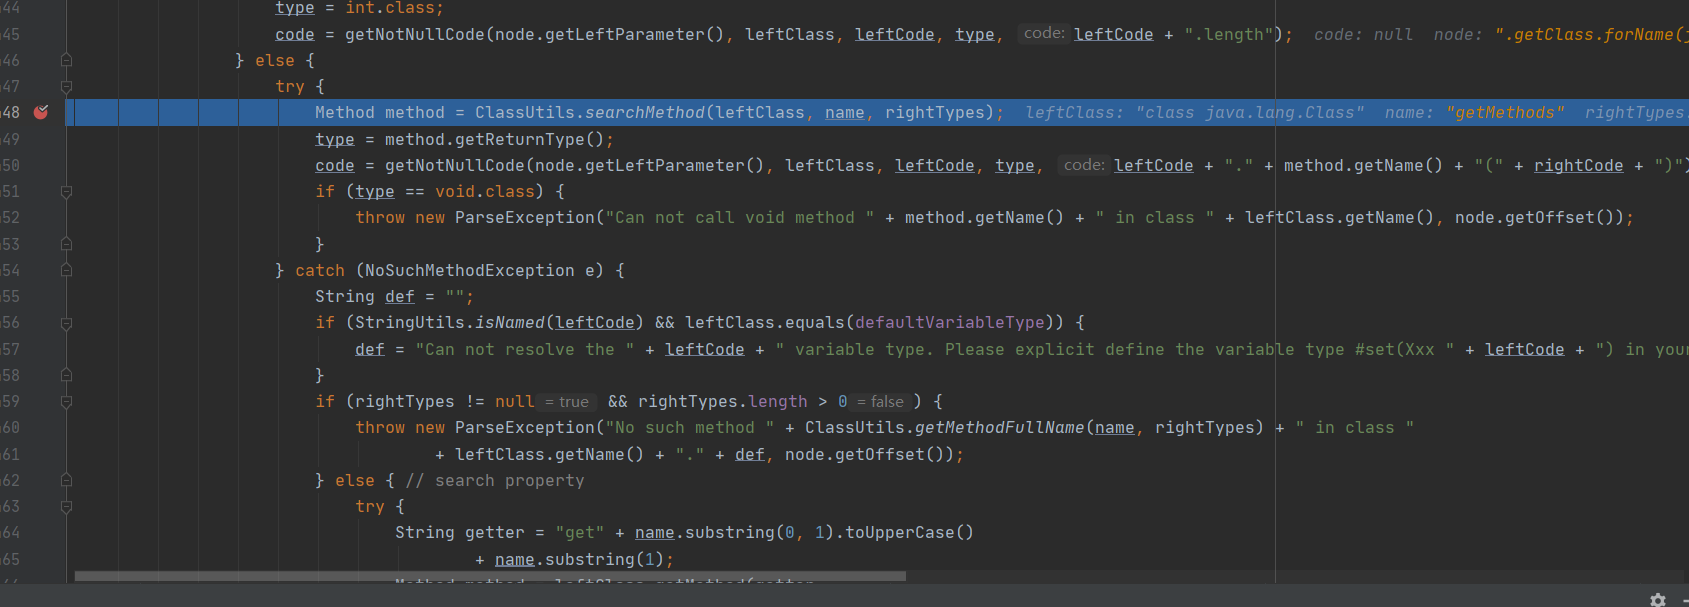 44 type = int.class;
45 code = getNotNullCode(node.getLeftParameter(), leftClass, leftCode, type, code: leftCode + ".length"); code: null node: ".getClass.forName(
46 } else {
47 try {
48 Method method = ClassUtils.searchMethod(leftClass, name, rightTypes); leftClass: "class java.lang.Class" name: "getMethods" rightTypes:
49 type = method.getReturnType();
50 code = getNotNullCode(node.getLeftParameter(), leftClass, leftCode, type, code: leftCode + "." + method.getName() + "(" + rightCode + ")")
51 if (type == void.class) {
52 throw new ParseException("Can not call void method " + method.getName() + " in class " + leftClass.getName(), node.getOffset());
53 }
54 } catch (NoSuchMethodException e) {
55 String def = "";
56 if (StringUtils.isNamed(leftCode) && leftClass.equals(defaultVariableType)) {
57 def = "Can not resolve the " + leftCode + " variable type. Please explicit define the variable type #set(Xxx " + leftCode + ") in your
58 }
59 if (rightTypes != null = true && rightTypes.length > 0 = false ) {
60 throw new ParseException("No such method " + ClassUtils.getMethodFullName(name, rightTypes) + " in class "
61 + leftClass.getName() + "." + def, node.getOffset());
62 } else { // search property
63 try {
64 String getter = "get" + name.substring(0, 1).toUpperCase()
65 + name.substring(1);